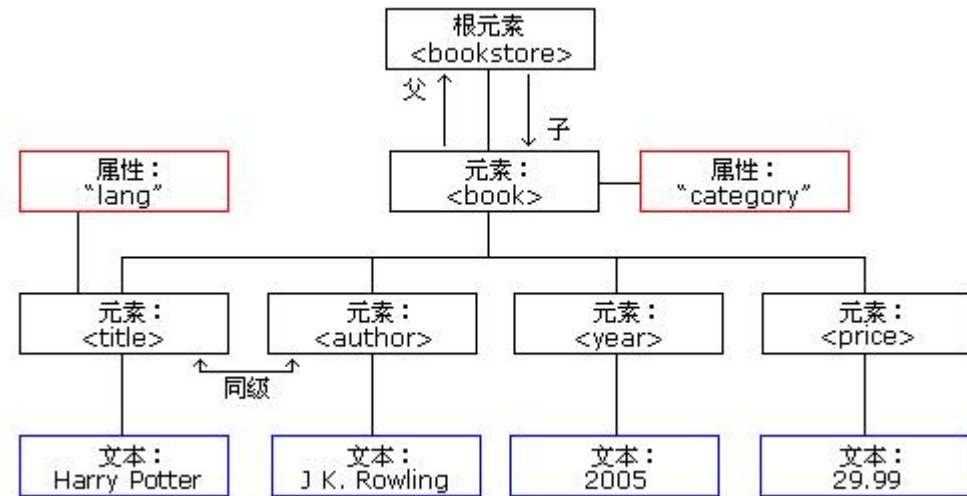 根元素
<bookstore>
父
子
属性：
“lang”
元素：
<book>
属性：
“category”
元素：
<title>
元素：
<author>
元素：
<year>
元素：
<price>
同级
文本：
Harry Potter
文本：
J K. Rowling
文本：
2005
文本：
29.99